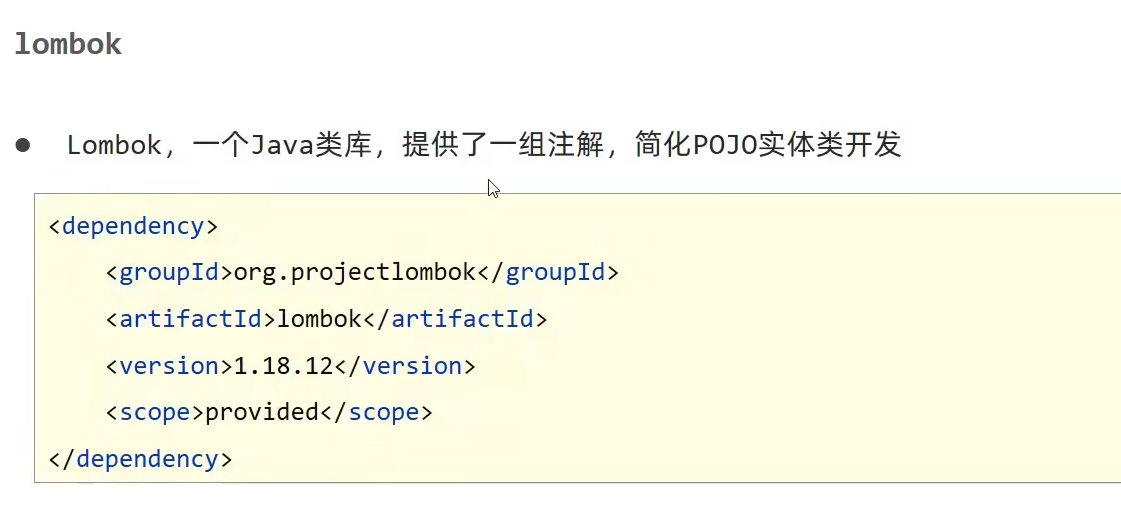 lombok
● Lombok，一个Java类库，提供了一组注解，简化POJO实体类开发
<dependency>
    <groupId>org.projectlombok</groupId>
    <artifactId>lombok</artifactId>
    <version>1.18.12</version>
    <scope>provided</scope>
</dependency>